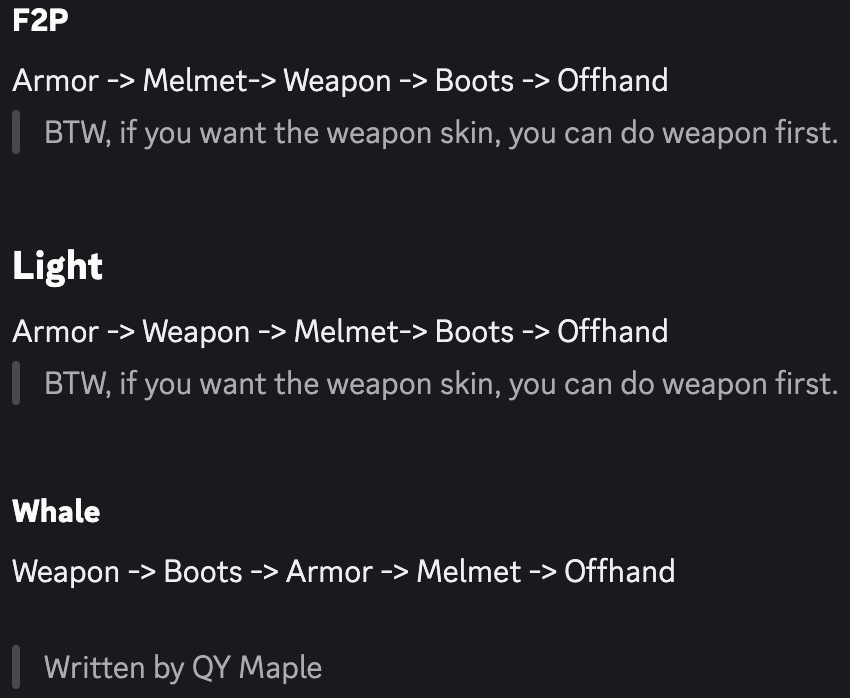 F2P
Armor -> Melmet-> Weapon -> Boots -> Offhand
BTW, if you want the weapon skin, you can do weapon first.
Light
Armor -> Weapon -> Melmet-> Boots -> Offhand
BTW, if you want the weapon skin, you can do weapon first.
Whale
Weapon -> Boots -> Armor -> Melmet -> Offhand
Written by QY Maple